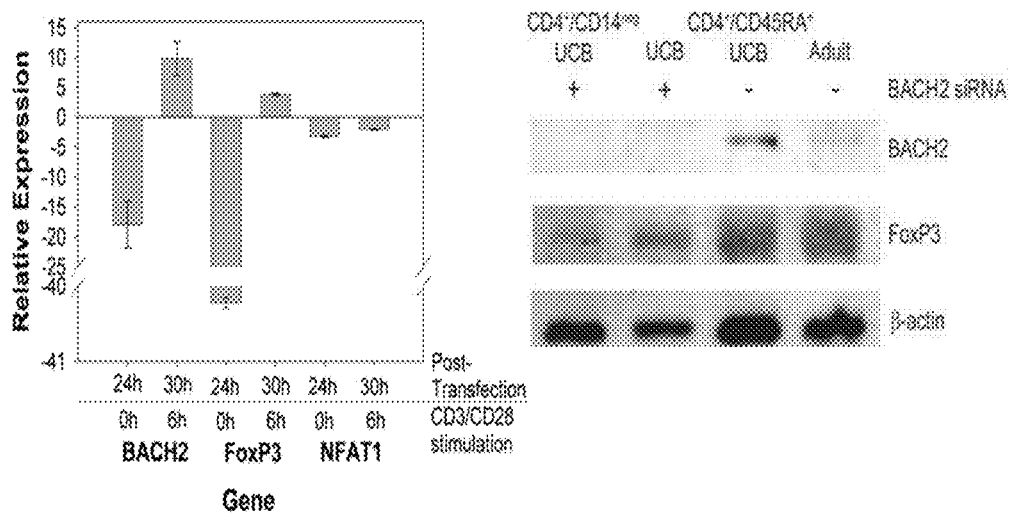 Relative Expression
15
10
5
0
-5
-10
-15
-20
-25
-40
-41
24h 30h 24h 30h 24h 30h Post-Transfection
0h 6h 0h 6h 0h 6h CD3/CD28 stimulation
BACH2 FoxP3 NFAT1
Gene
CD4⁺/CD14ⁿᵉᵍ CD4⁺/CD45RA⁺
UCB UCB UCB Adult
+ + - - BACH2 siRNA
BACH2
FoxP3
β-actin